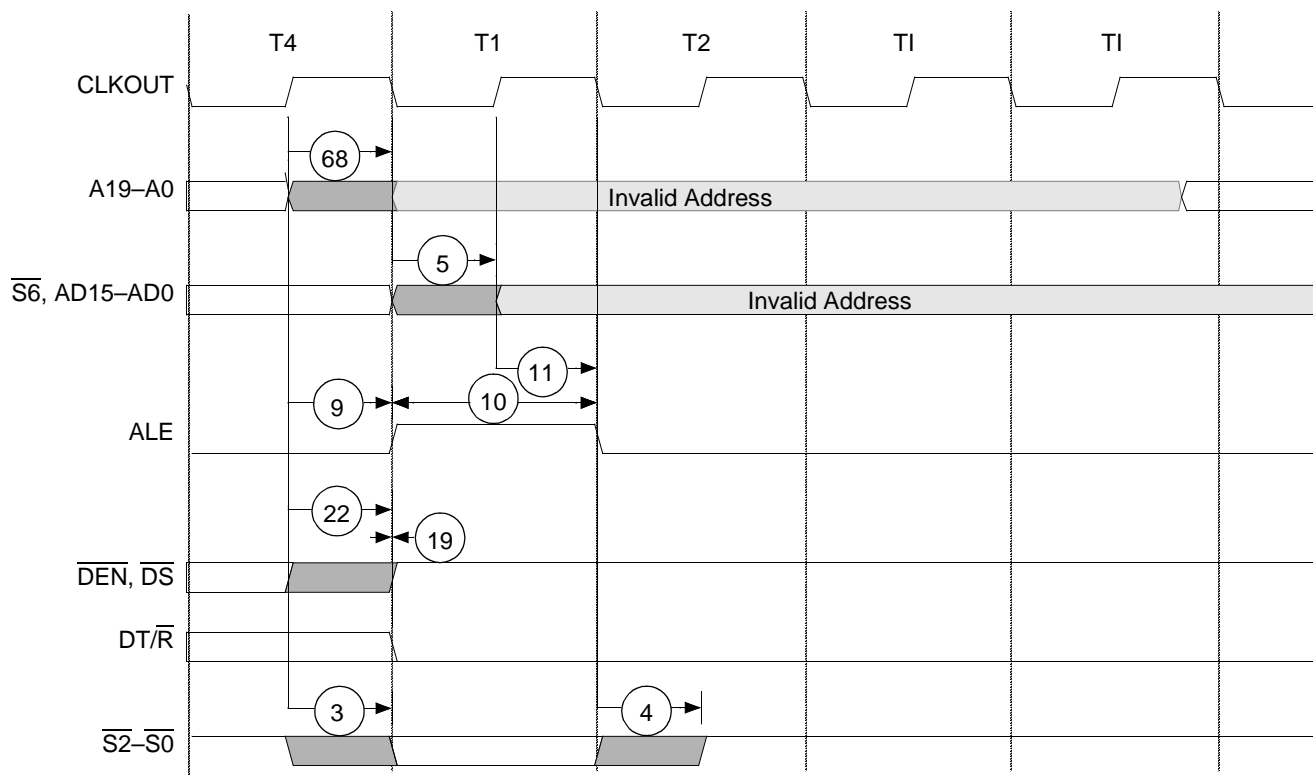 T4 T1 T2 TI TI
CLKOUT
68
A19–A0 Invalid Address
5
S6, AD15–AD0 Invalid Address
11
9 10
ALE
22
19
DEN, DS
DT/R
3 4
S2–S0